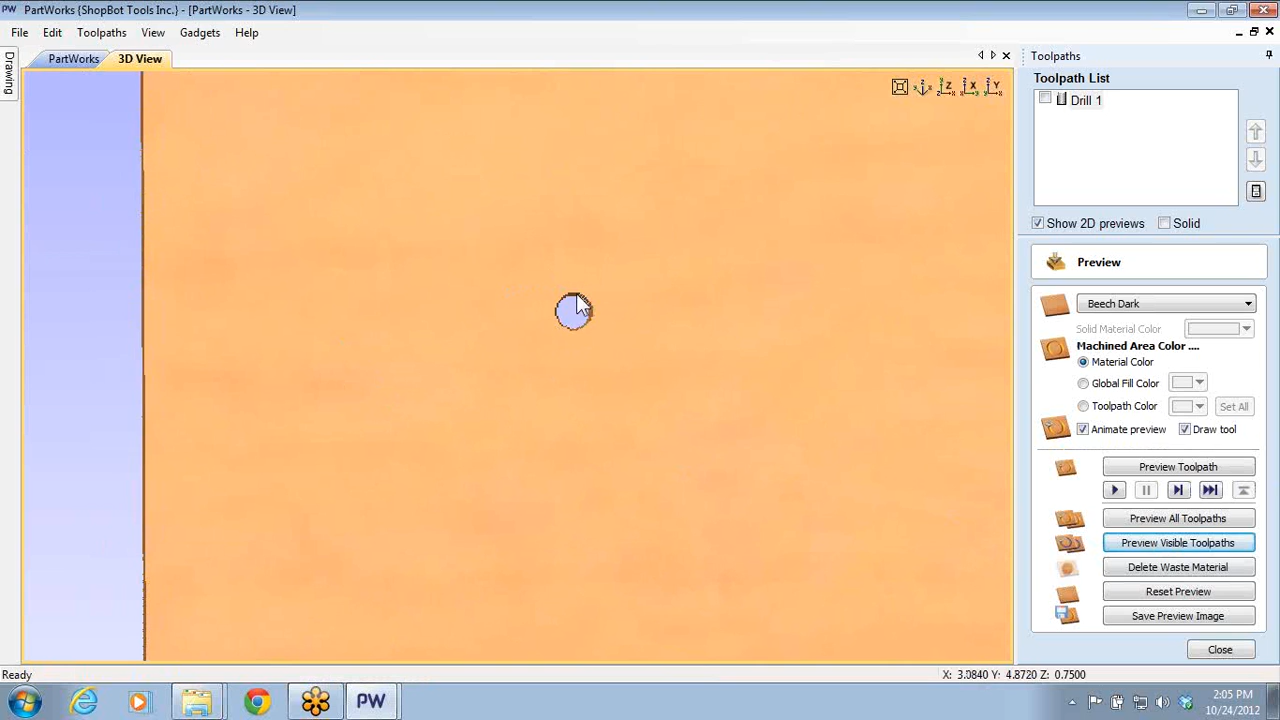 PartWorks {ShopBot Tools Inc.} - [PartWorks - 3D View]
File Edit Toolpaths View Gadgets Help
Drawing
PartWorks 3D View
Toolpaths
Toolpath List
Drill 1
Show 2D previews Solid
Preview
Beech Dark
Solid Material Color
Machined Area Color ....
Material Color
Global Fill Color
Toolpath Color Set All
Animate preview Draw tool
Preview Toolpath
Preview All Toolpaths
Preview Visible Toolpaths
Delete Waste Material
Reset Preview
Save Preview Image
Close
Ready X: 3.0840 Y: 4.8720 Z: 0.7500
PW
2:05 PM
10/24/2012